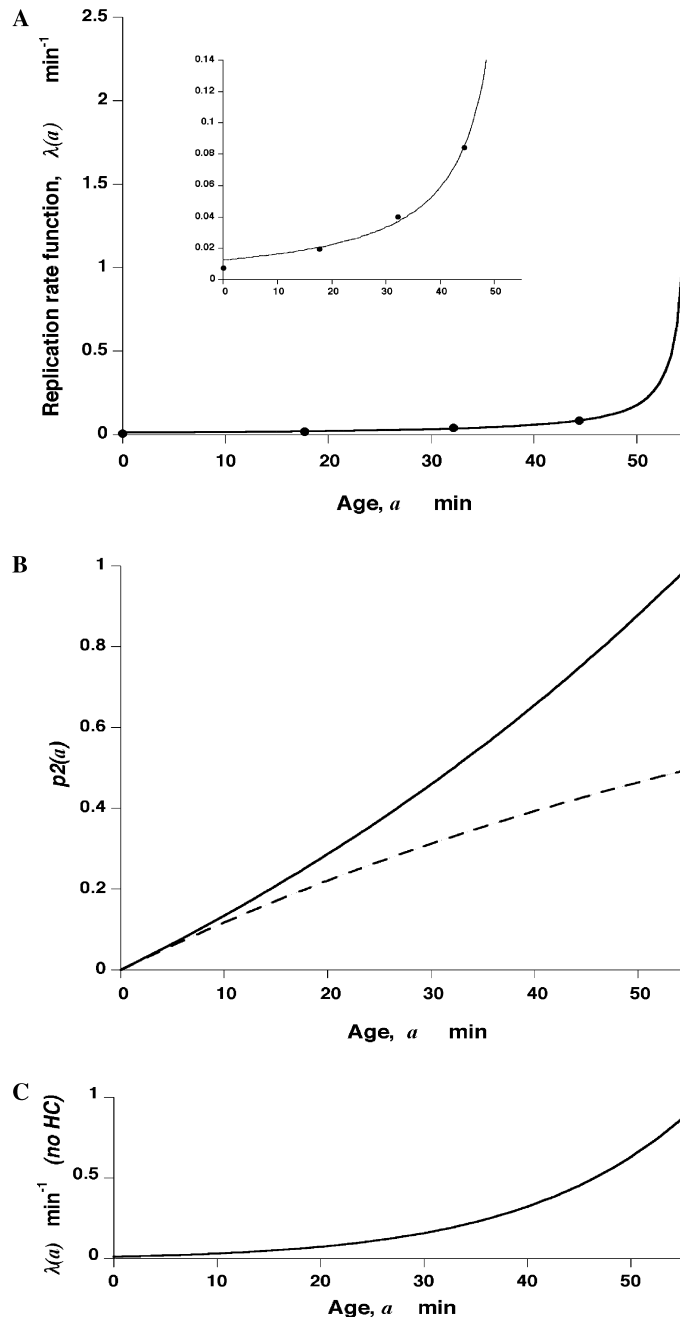 A
Replication rate function, λ(a) min-1
2.5
2
1.5
1
0.5
0
0.14
0.12
0.1
0.08
0.06
0.04
0.02
0
0 10 20 30 40 50
0 10 20 30 40 50
Age, a min
B
p2(a)
1
0.8
0.6
0.4
0.2
0
0 10 20 30 40 50
Age, a min
C
λ(a) min-1 (no HC)
1
0.5
0
0 10 20 30 40 50
Age, a min